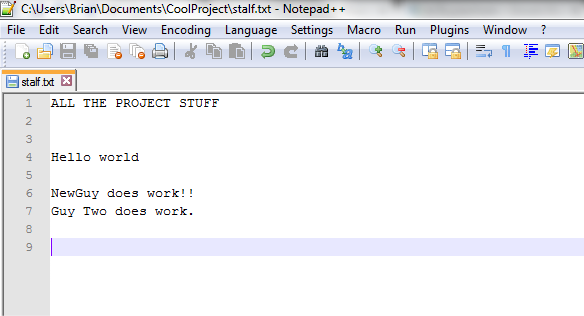 C:\Users\Brian\Documents\CoolProject\stalf.txt - Notepad++
File Edit Search View Encoding Language Settings Macro Run Plugins Window ?
stalf.txt
1 ALL THE PROJECT STUFF
2
3
4 Hello world
5
6 NewGuy does work!!
7 Guy Two does work.
8
9